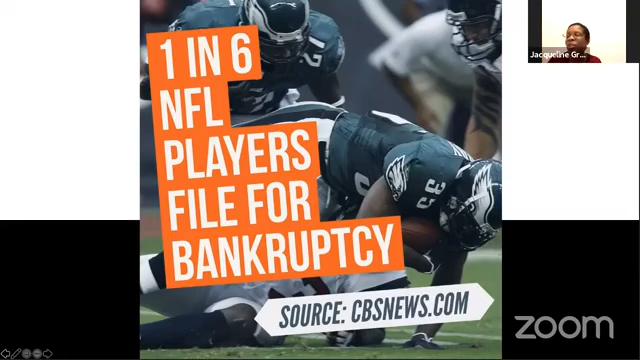 1 IN 6
NFL
PLAYERS
FILE FOR
BANKRUPTCY
SOURCE: CBSNEWS.COM
Jacqueline Gr...
zoom
21
35